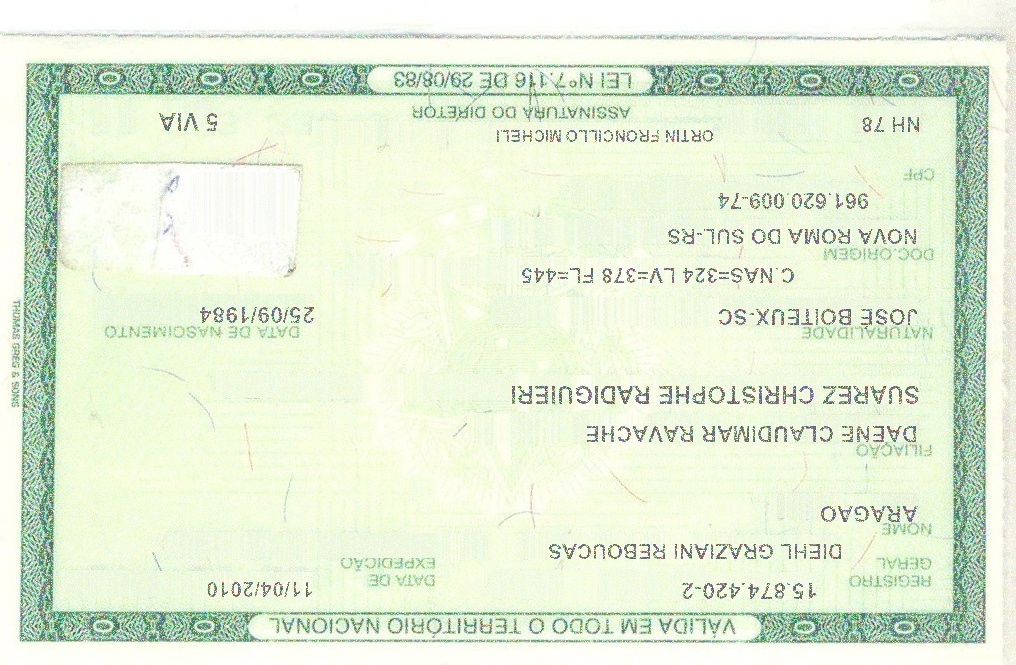 VÁLIDA EM TODO O TERRITÓRIO NACIONAL
REGISTRO GERAL 15.874.420-2 DATA DE EXPEDIÇÃO 11/04/2010
NOME DIEHL GRAZIANI REBOUCAS
ARAGAO
FILIAÇÃO
DAENE CLAUDIMAR RAVACHE
SUAREZ CHRISTOPHE RADIGUIERI
NATURALIDADE DATA DE NASCIMENTO
JOSÉ BOITEUX-SC 25/09/1984
DOC.ORIGEM C.NAS=324 LV=378 FL=445
NOVA ROMA DO SUL-RS
CPF 961.620.009-74
NH 78 ORTIN FRONCILLO MICHELI 5 VIA
ASSINATURA DO DIRETOR
LEI Nº7.116 DE 29/08/83
THOMAS GREG & SONS